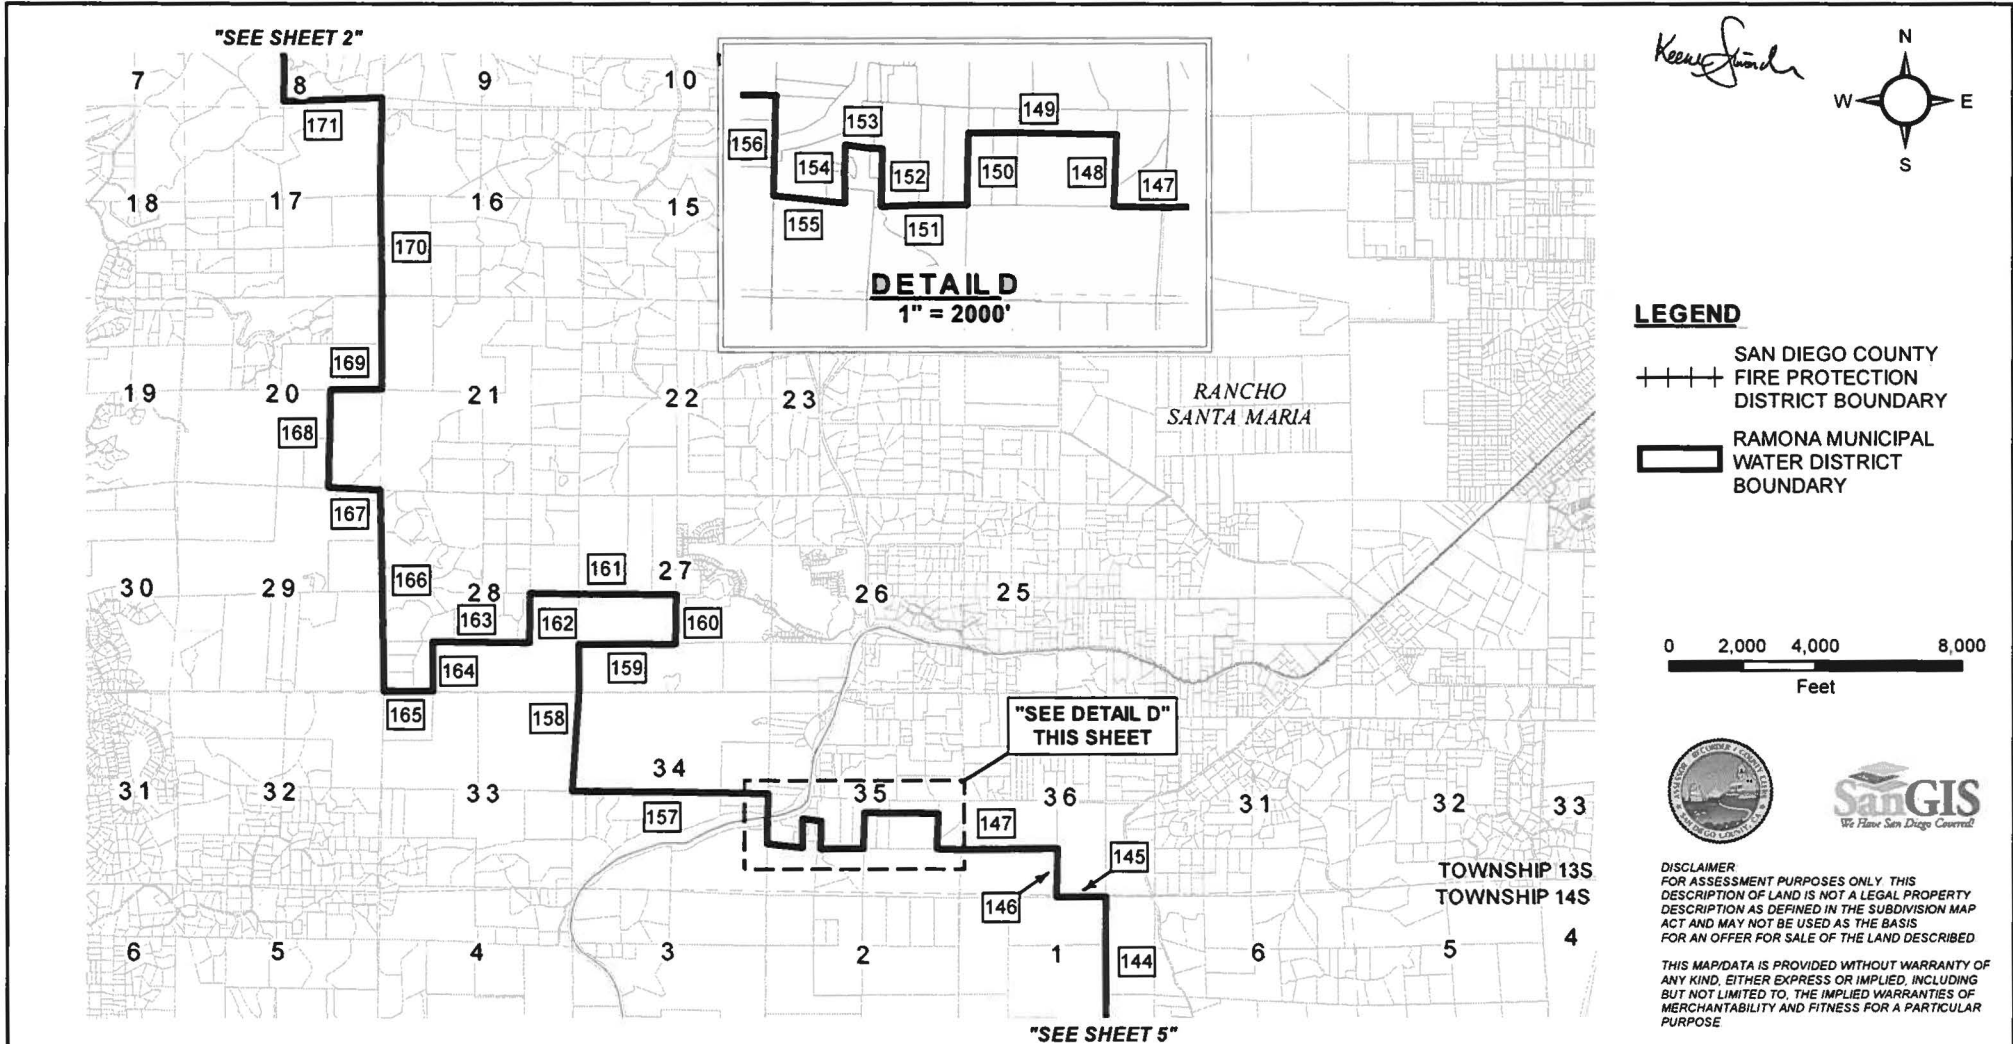 "SEE SHEET 2"
7
8
9
10
171
18
17
16
15
170
169
19
20
21
22
23
168
167
RANCHO
SANTA MARIA
166
161
27
30
29
28
26
25
163
162
160
164
159
165
158
"SEE DETAIL D"
THIS SHEET
34
31
32
33
35
36
31
32
33
157
147
145
146
TOWNSHIP 13S
TOWNSHIP 14S
6
5
4
3
2
1
6
5
4
144
"SEE SHEET 5"
149
153
156
154
152
150
148
147
155
151
DETAIL D
1" = 2000'
N
W
E
S
LEGEND
SAN DIEGO COUNTY
FIRE PROTECTION
DISTRICT BOUNDARY
RAMONA MUNICIPAL
WATER DISTRICT
BOUNDARY
0 2,000 4,000 8,000
Feet
SanGIS
We Have San Diego Covered!
DISCLAIMER
FOR ASSESSMENT PURPOSES ONLY THIS
DESCRIPTION OF LAND IS NOT A LEGAL PROPERTY
DESCRIPTION AS DEFINED IN THE SUBDIVISION MAP
ACT AND MAY NOT BE USED AS THE BASIS
FOR AN OFFER FOR SALE OF THE LAND DESCRIBED
THIS MAP/DATA IS PROVIDED WITHOUT WARRANTY OF
ANY KIND, EITHER EXPRESS OR IMPLIED, INCLUDING
BUT NOT LIMITED TO, THE IMPLIED WARRANTIES OF
MERCHANTABILITY AND FITNESS FOR A PARTICULAR
PURPOSE